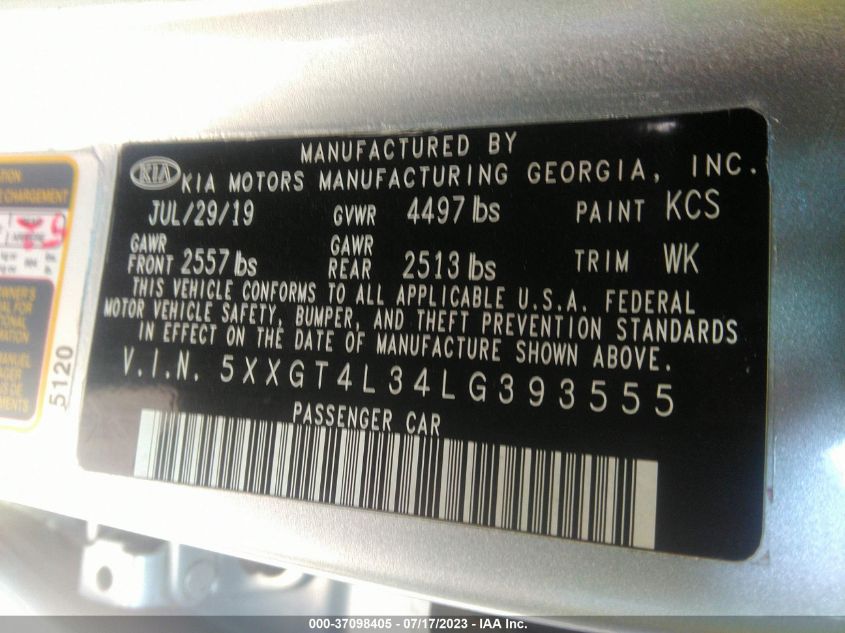 MANUFACTURED BY
KIA KIA MOTORS MANUFACTURING GEORGIA, INC.
JUL/29/19 GVWR 4497 lbs PAINT KCS
GAWR FRONT 2557 lbs GAWR REAR 2513 lbs TRIM WK
THIS VEHICLE CONFORMS TO ALL APPLICABLE U.S.A. FEDERAL
MOTOR VEHICLE SAFETY, BUMPER, AND THEFT PREVENTION STANDARDS
IN EFFECT ON THE DATE OF MANUFACTURE SHOWN ABOVE.
V.I.N. 5XXGT4L34LG393555
PASSENGER CAR
CHARGEMENT
5120
000-37098405 - 07/17/2023 - IAA Inc.